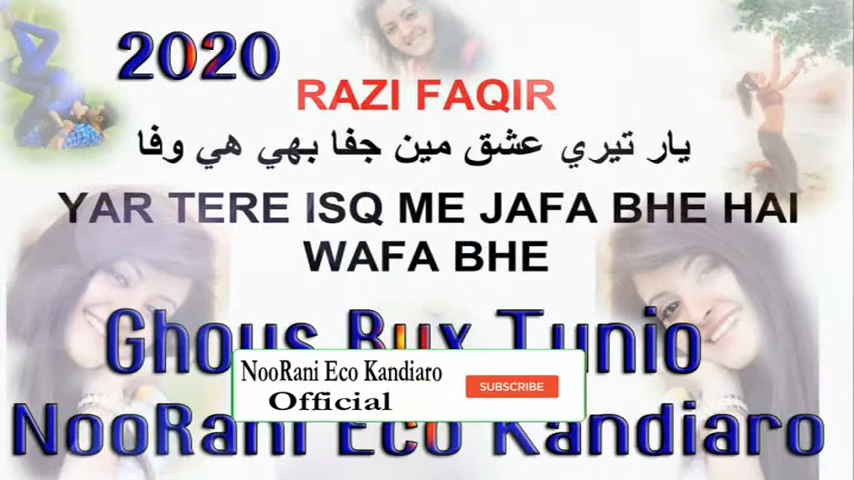 2020
RAZI FAQIR
يار تيري عشق مين جفا بهي هي وفا
YAR TERE ISQ ME JAFA BHE HAI
WAFA BHE
Ghous Bux Tunio
NooRani Eco Kandiaro
SUBSCRIBE
Official
NooRani Eco Kandiaro